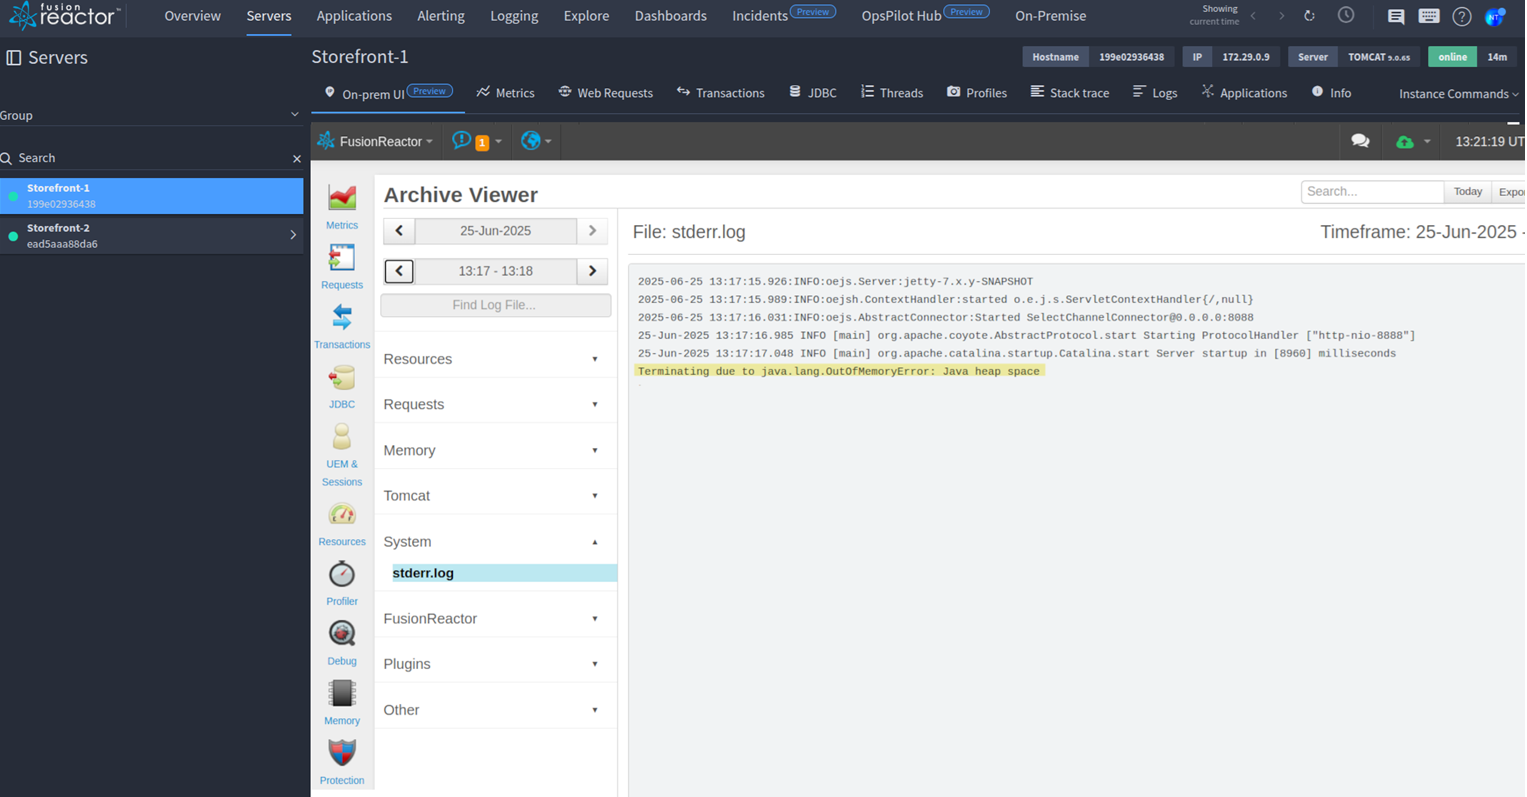 fusion reactor™
Overview Servers Applications Alerting Logging Explore Dashboards Incidents Preview OpsPilot Hub Preview On-Premise
Showing
current time
NT
Servers
Group
Search
Storefront-1
199e02936438
Storefront-2
ead5aaa88da6
Storefront-1
Hostname 199e02936438 IP 172.29.0.9 Server TOMCAT 9.0.65 online 14m
On-prem UI Preview Metrics Web Requests Transactions JDBC Threads Profiles Stack trace Logs Applications Info Instance Commands
FusionReactor 1 13:21:19 UT
Metrics
Requests
Transactions
JDBC
UEM &
Sessions
Resources
Profiler
Debug
Memory
Protection
Archive Viewer
Search... Today Expo
25-Jun-2025
13:17 - 13:18
Find Log File...
Resources
Requests
Memory
Tomcat
System
stderr.log
FusionReactor
Plugins
Other
File: stderr.log Timeframe: 25-Jun-2025 -
2025-06-25 13:17:15.926:INFO:oejs.Server:jetty-7.x.y-SNAPSHOT
2025-06-25 13:17:15.989:INFO:oejsh.ContextHandler:started o.e.j.s.ServletContextHandler{/,null}
2025-06-25 13:17:16.031:INFO:oejs.AbstractConnector:Started SelectChannelConnector@0.0.0.0:8088
25-Jun-2025 13:17:16.985 INFO [main] org.apache.coyote.AbstractProtocol.start Starting ProtocolHandler ["http-nio-8888"]
25-Jun-2025 13:17:17.048 INFO [main] org.apache.catalina.startup.Catalina.start Server startup in [8960] milliseconds
Terminating due to java.lang.OutOfMemoryError: Java heap space